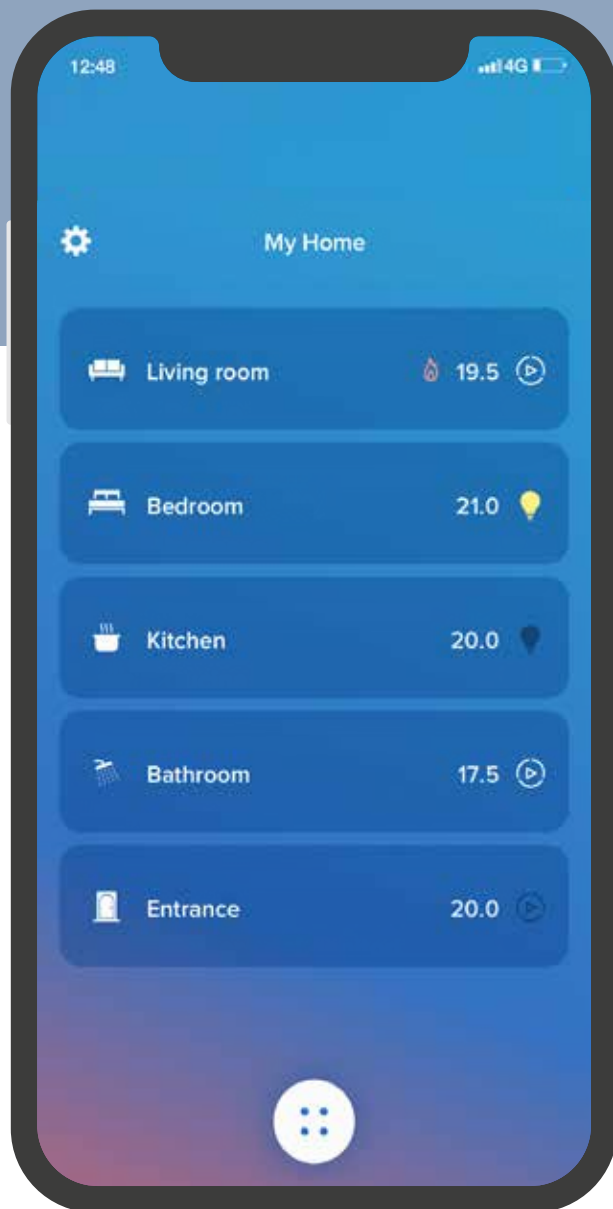 12:48 4G
My Home
Living room 19.5
Bedroom 21.0
Kitchen 20.0
Bathroom 17.5
Entrance 20.0